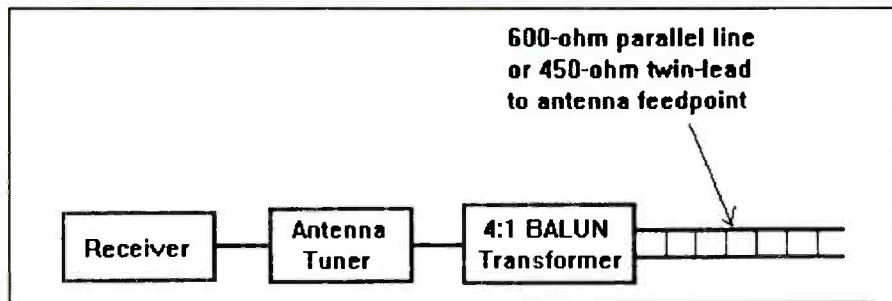 600-ohm parallel line
or 450-ohm twin-lead
to antenna feedpoint
Receiver
Antenna
Tuner
4:1 BALUN
Transformer